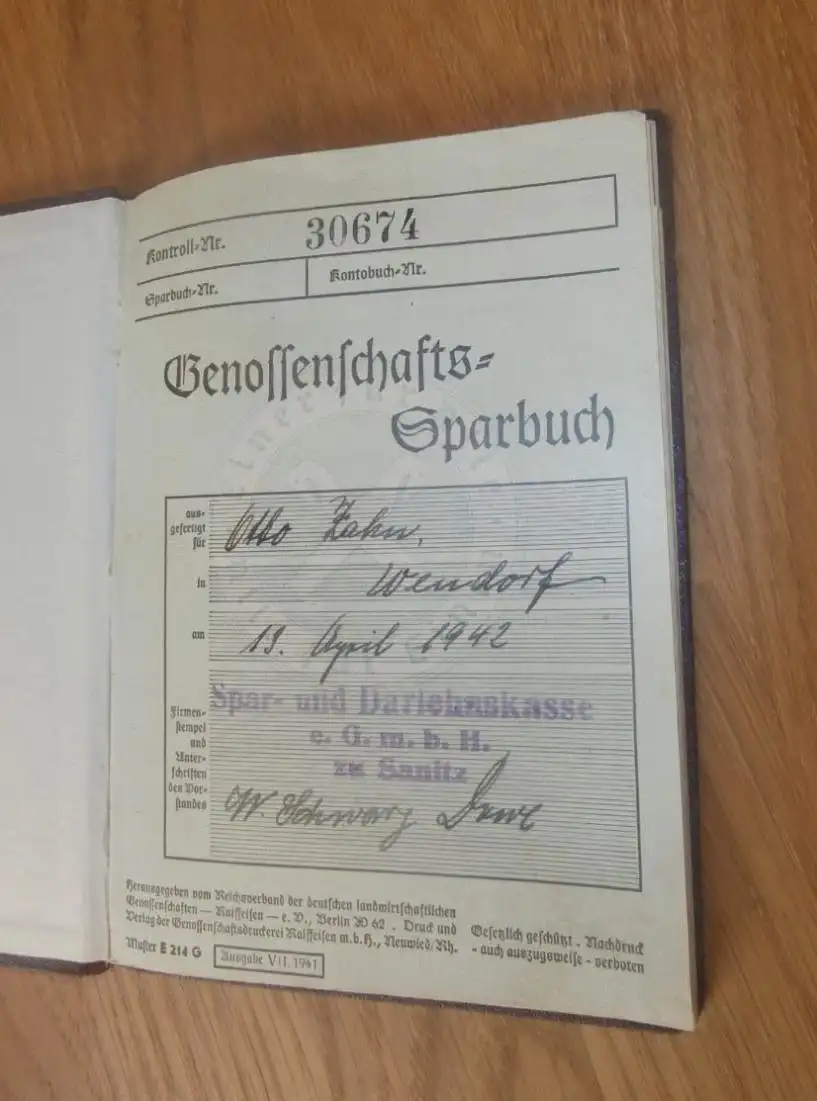 Kontroll-Nr. 30674
Sparbuch-Nr. Kontobuch-Nr.
Genossenschafts-
Sparbuch
aus-
gefertigt
für Otto Zahn,
in Wendorf
am 13. April 1942
Firmen-
stempel
und
Unter-
schriften
des Vor-
standes
Spar- und Darlehnskasse
e. G. m. b. H.
zu Sanitz
W. Schwarz
Herausgegeben vom Reichsverband der deutschen landwirtschaftlichen
Genossenschaften — Raiffeisen — e. V., Berlin W 62 . Druck und
Verlag der Genossenschaftsdruckerei Raiffeisen m. b. H., Neuwied/Rh.
Gesetzlich geschützt . Nachdruck
- auch auszugsweise - verboten
Muster E 214 G Ausgabe VII. 1941